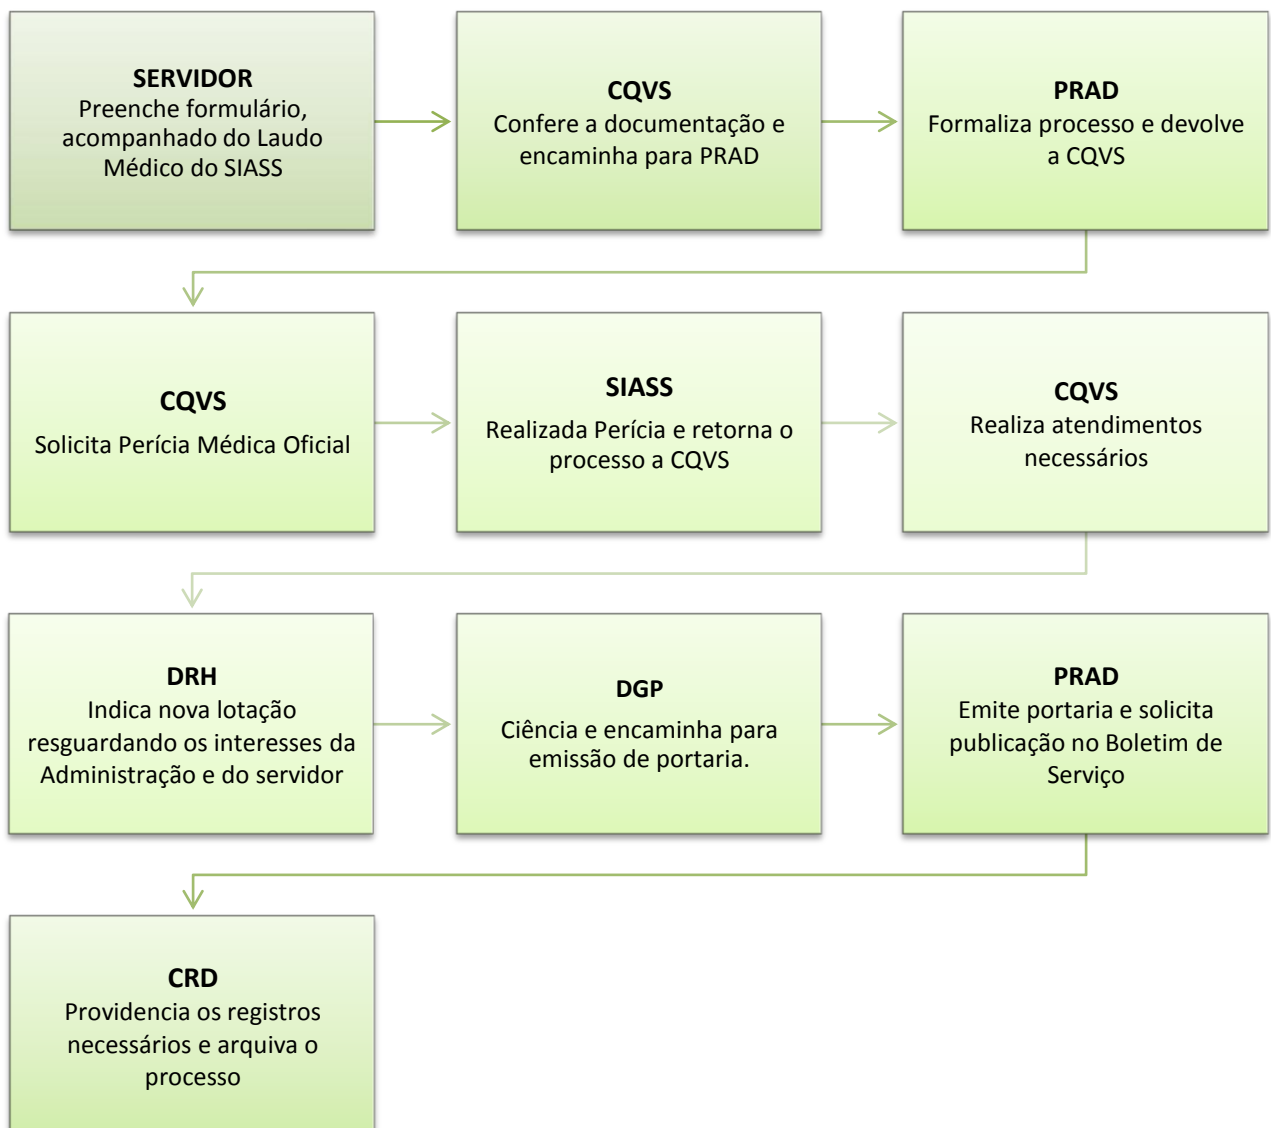 SERVIDOR
Preenche formulário,
acompanhado do Laudo
Médico do SIASS
CQVS
Confere a documentação e
encaminha para PRAD
PRAD
Formaliza processo e devolve
a CQVS
CQVS
Solicita Perícia Médica Oficial
SIASS
Realizada Perícia e retorna o
processo a CQVS
CQVS
Realiza atendimentos
necessários
DRH
Indica nova lotação
resguardando os interesses da
Administração e do servidor
DGP
Ciência e encaminha para
emissão de portaria.
PRAD
Emite portaria e solicita
publicação no Boletim de
Serviço
CRD
Providencia os registros
necessários e arquiva o
processo